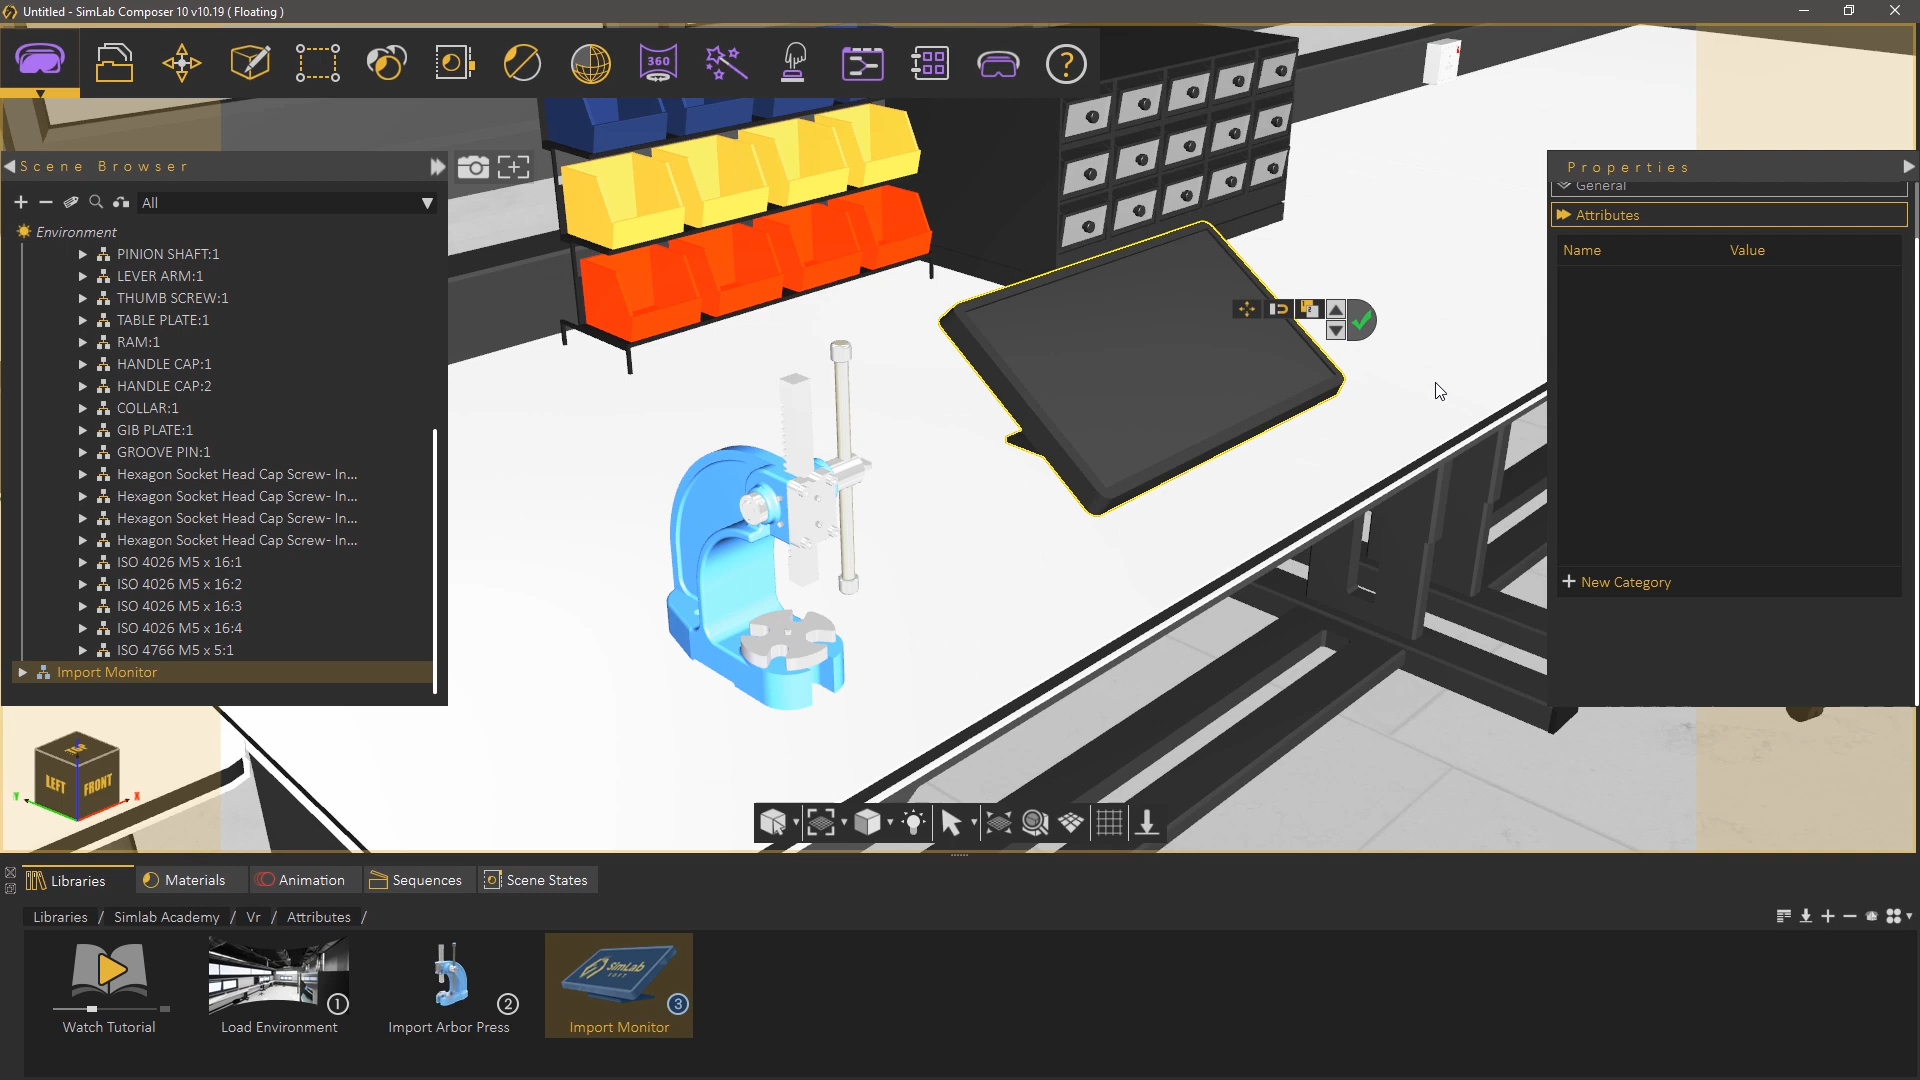 Untitled - SimLab Composer 10 v10.19 ( Floating )
360
?
Scene Browser
All
Environment
PINION SHAFT:1
LEVER ARM:1
THUMB SCREW:1
TABLE PLATE:1
RAM:1
HANDLE CAP:1
HANDLE CAP:2
COLLAR:1
GIB PLATE:1
GROOVE PIN:1
Hexagon Socket Head Cap Screw- In...
Hexagon Socket Head Cap Screw- In...
Hexagon Socket Head Cap Screw- In...
Hexagon Socket Head Cap Screw- In...
ISO 4026 M5 x 16:1
ISO 4026 M5 x 16:2
ISO 4026 M5 x 16:3
ISO 4026 M5 x 16:4
ISO 4766 M5 x 5:1
Import Monitor
Properties
General
Attributes
Name Value
New Category
TOP
LEFT FRONT
Y X
Libraries Materials Animation Sequences Scene States
Libraries / Simlab Academy / Vr / Attributes /
SimLab
SOFT
1 2 3
Watch Tutorial Load Environment Import Arbor Press Import Monitor